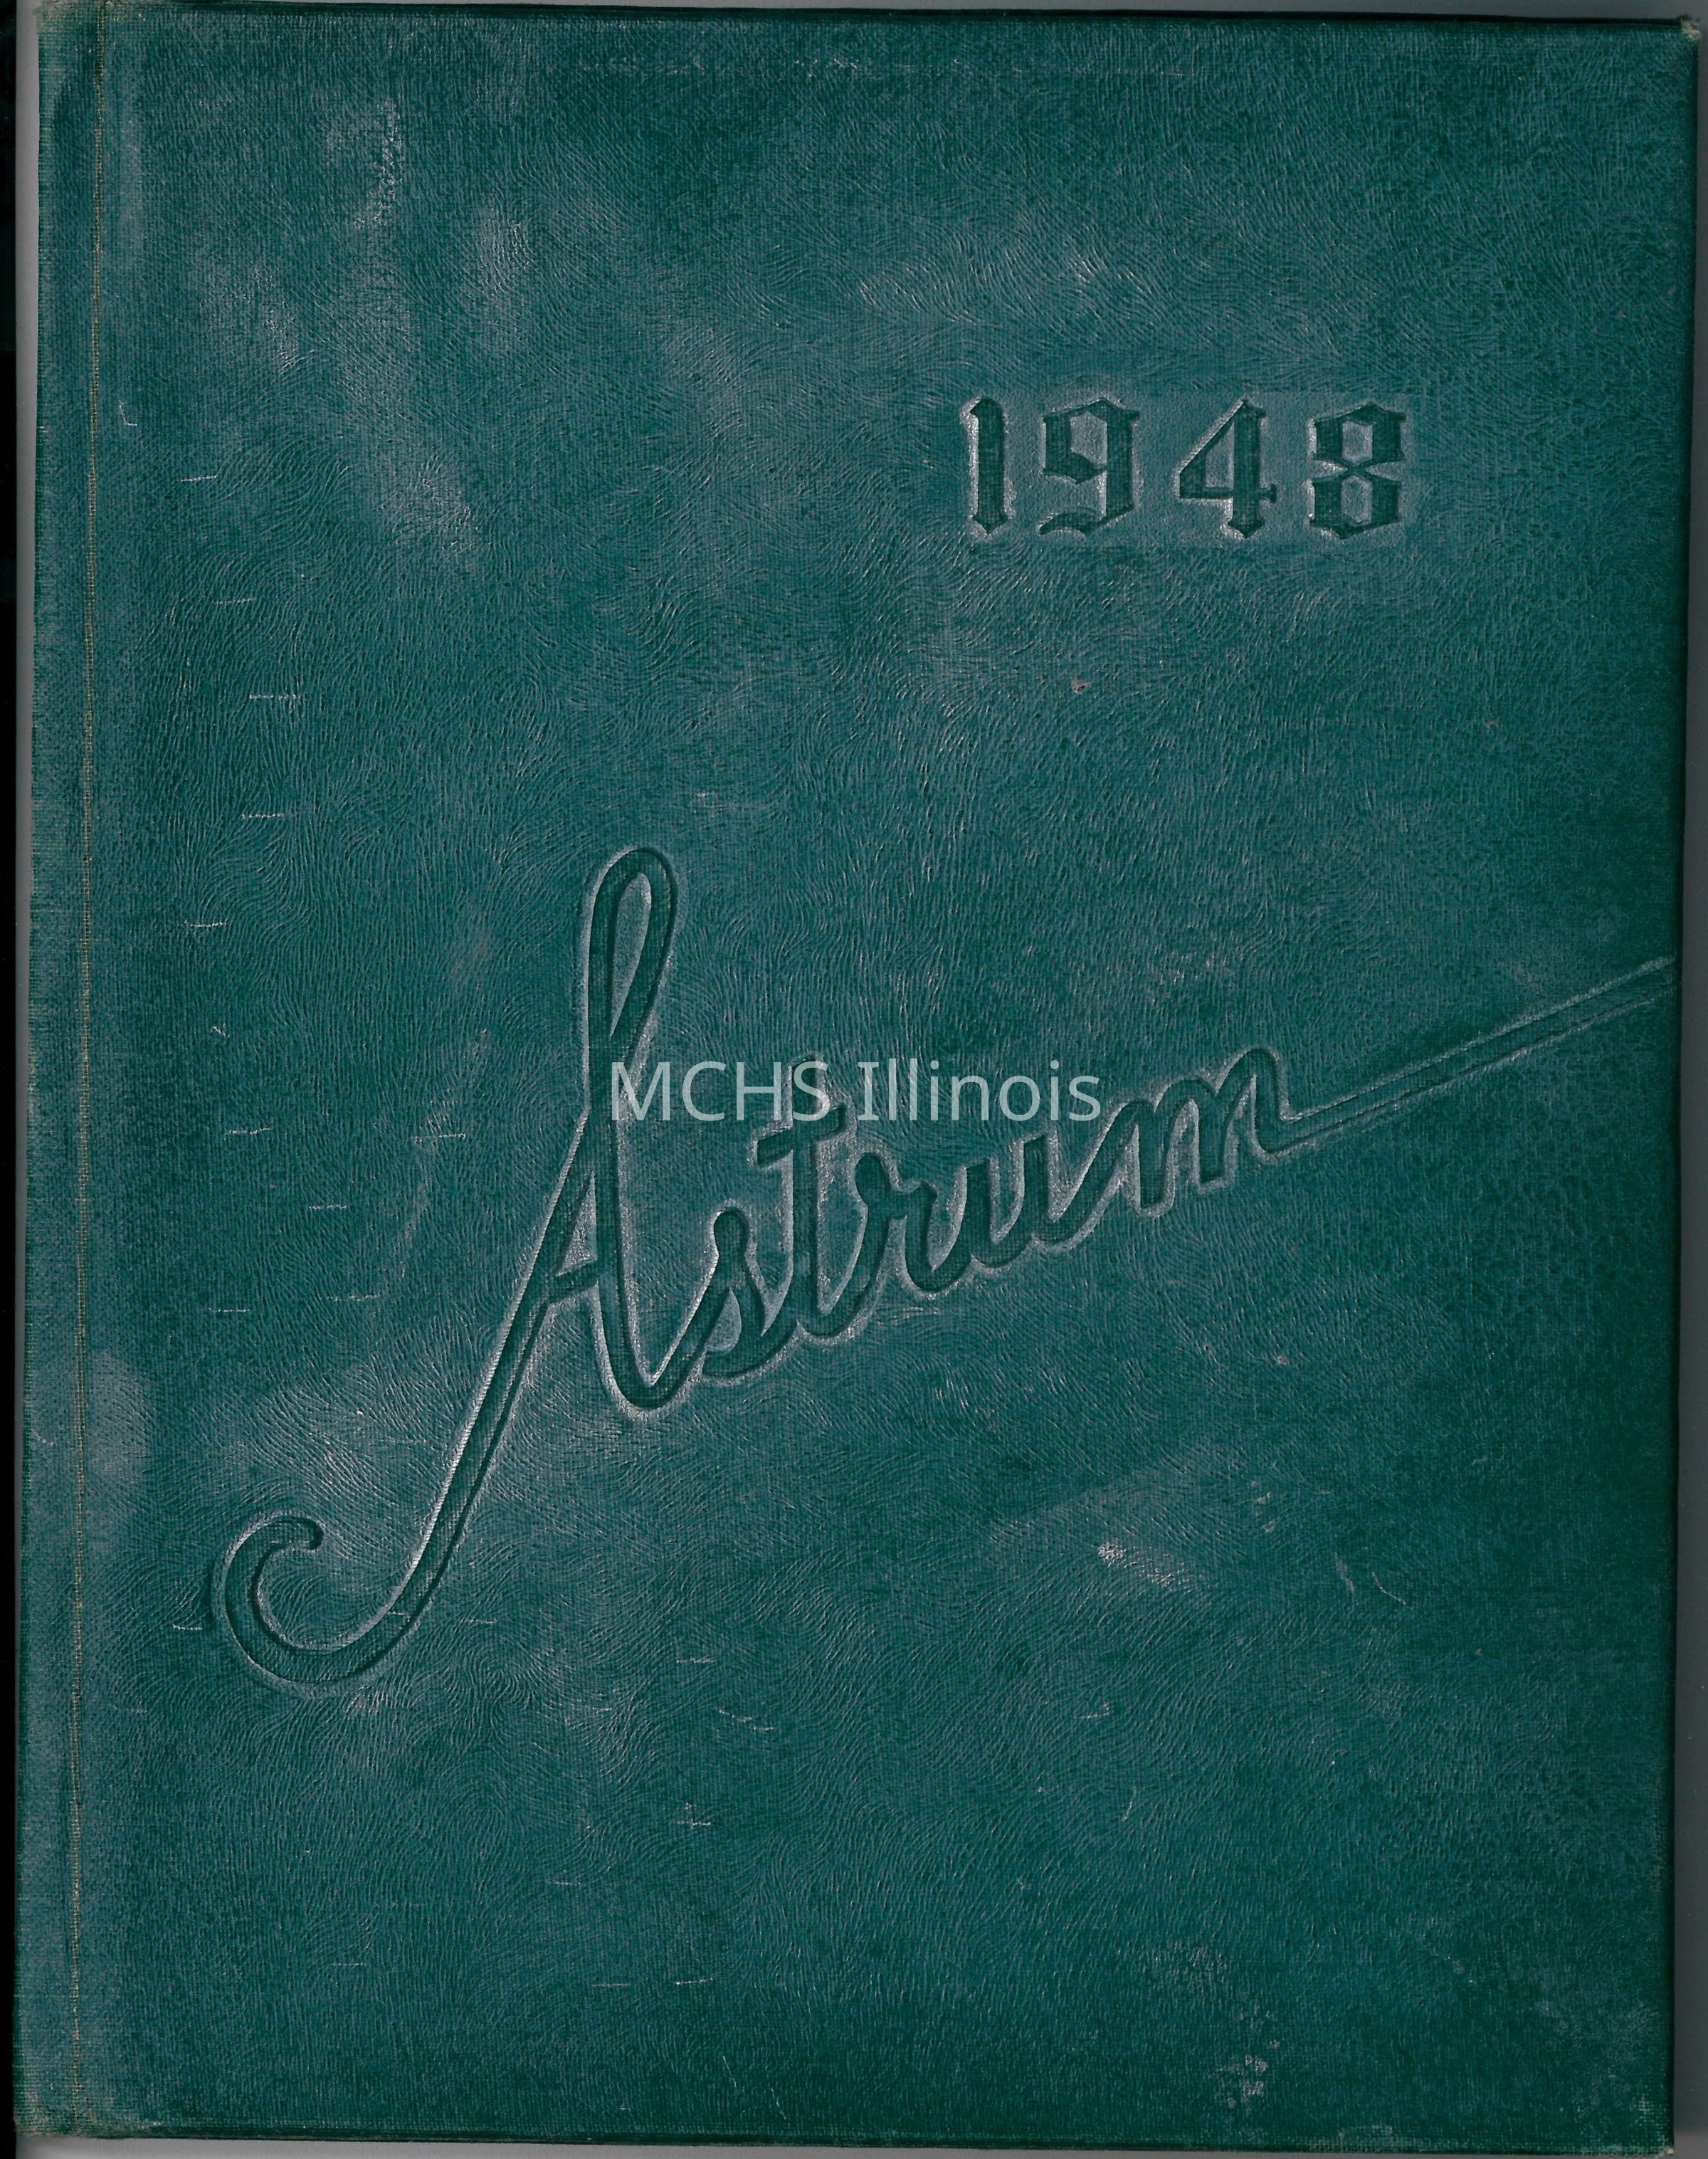 1948
Astrum
MCHS Illinois